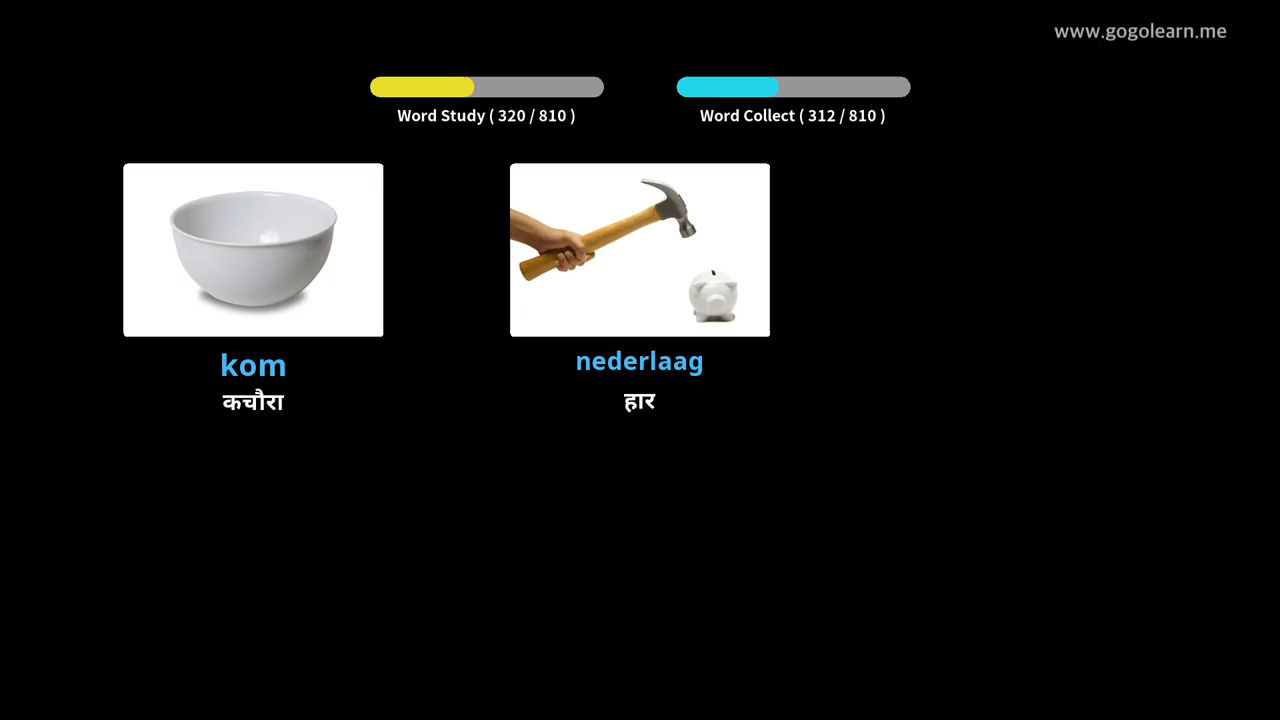 www.gogolearn.me
Word Study ( 320 / 810 )
Word Collect ( 312 / 810 )
kom
कचौरा
nederlaag
हार